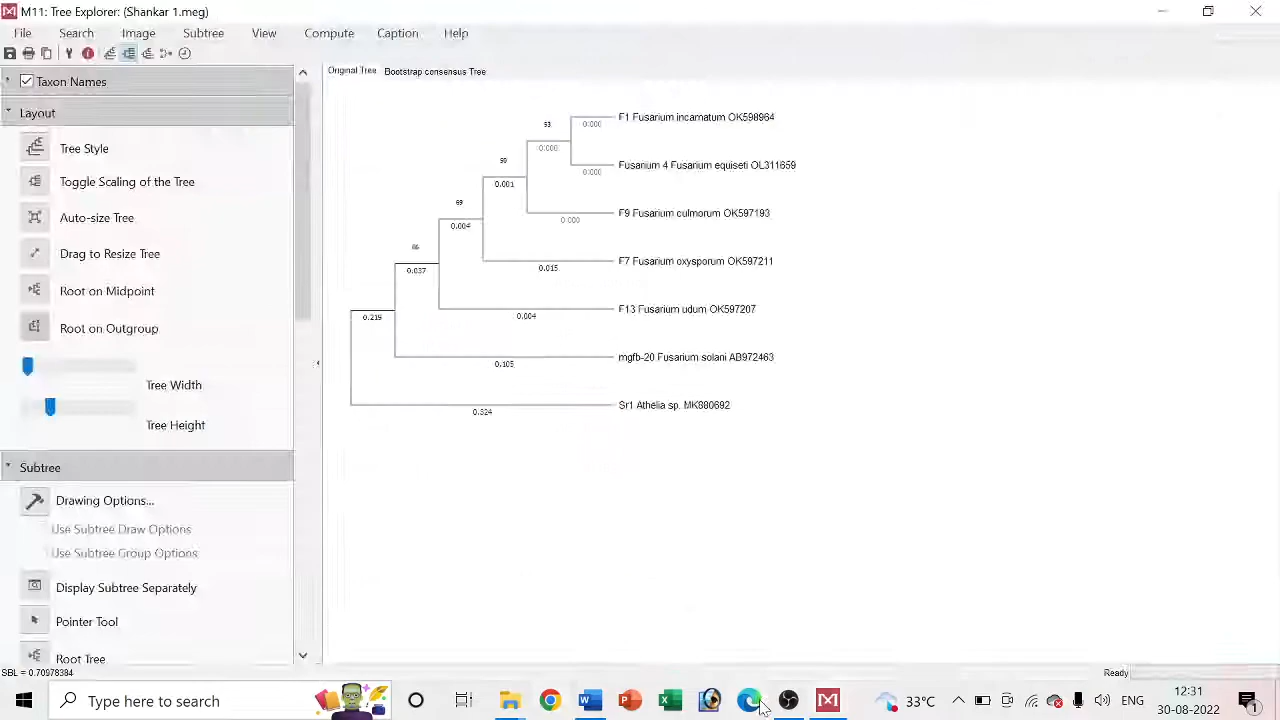 M11: Tree Explorer: (Shankar 1.meg)
File Search Image Subtree View Compute Caption Help
Taxon Names
Layout
Tree Style
Toggle Scaling of the Tree
Auto-size Tree
Drag to Resize Tree
Root on Midpoint
Root on Outgroup
Tree Width
Tree Height
Subtree
Drawing Options...
Use Subtree Draw Options
Use Subtree Group Options
Display Subtree Separately
Pointer Tool
Root Tree
Original Tree Bootstrap consensus Tree
F1 Fusarium incarnatum OK598964
53
0.000
0.000
Fusarium 4 Fusarium equiseti OL311659
0.000
0.001
F9 Fusarium culmorum OK597193
0.000
69
0.004
F7 Fusarium oxysporum OK597211
0.015
0.037
F13 Fusarium udum OK597207
0.004
0.219
mgfb-20 Fusarium solani AB972463
0.105
Sr1 Athelia sp. MK880692
0.324
SBL = 0.70978384
Ready
Type here to search
33°C
ENG
12:31
30-08-2022
1